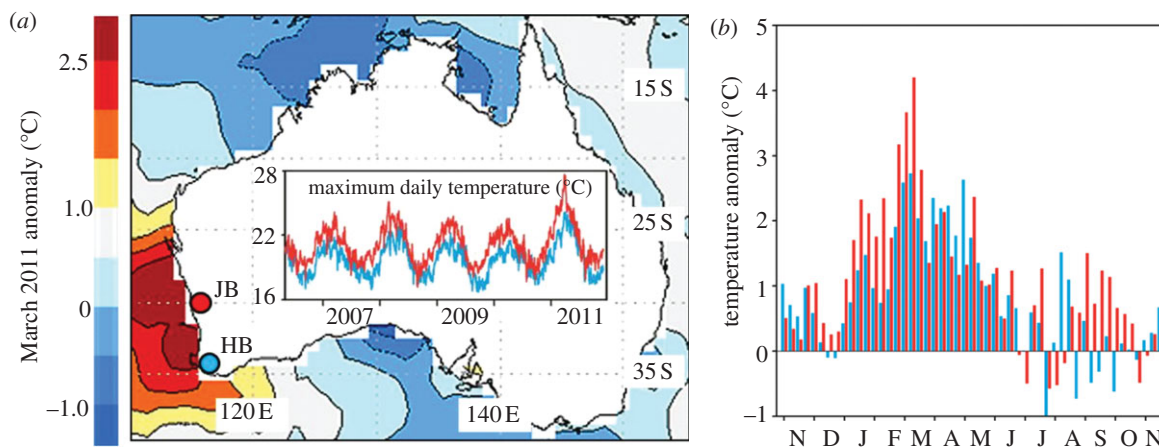 (a)
March 2011 anomaly (°C)
2.5
1.0
0
–1.0
15 S
25 S
35 S
120 E
140 E
JB
HB
maximum daily temperature (°C)
28
22
16
2007
2009
2011
(b)
temperature anomaly (°C)
5
4
3
2
1
0
–1
N D J F M A M J J A S O N